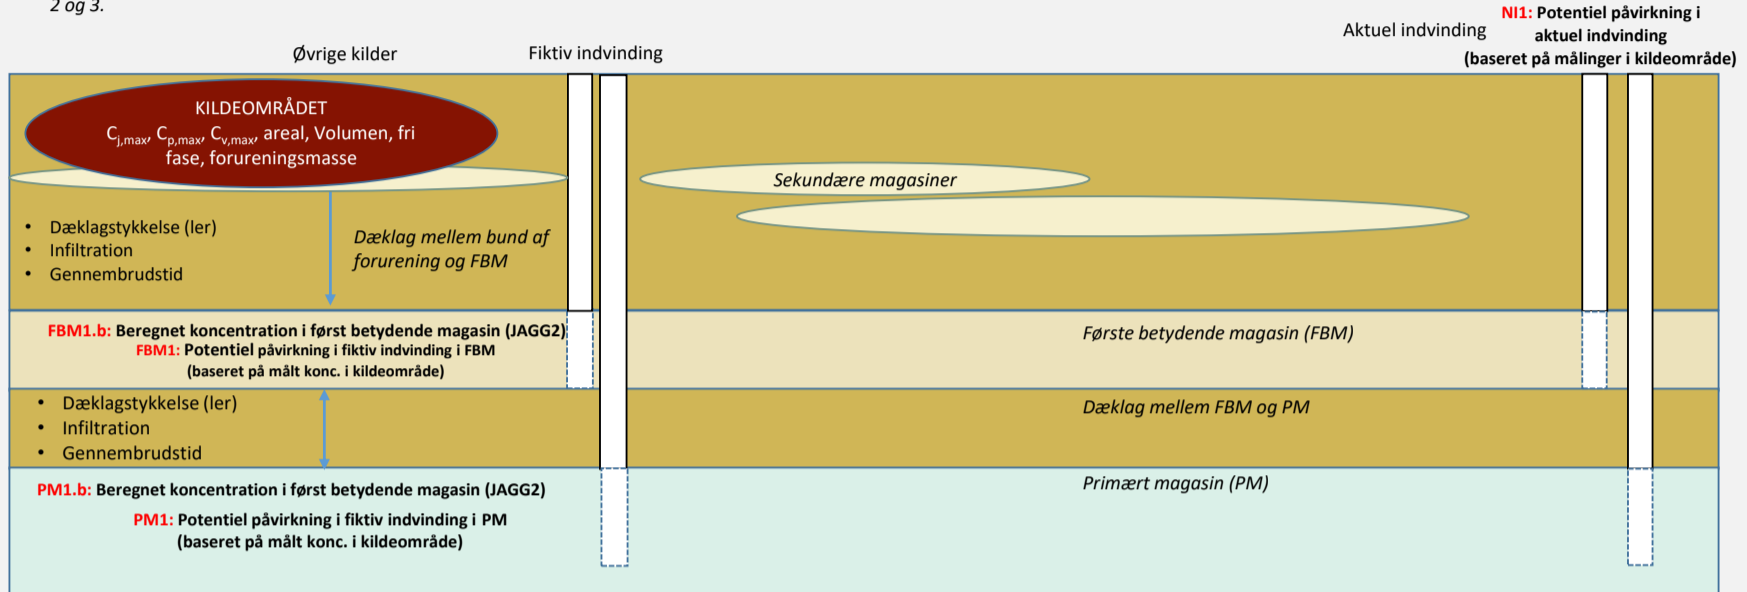 2 og 3.
Øvrige kilder
Fiktiv indvinding
Aktuel indvinding
NI1: Potentiel påvirkning i
aktuel indvinding
(baseret på målinger i kildeområde)
KILDEOMRÅDET
Cj,max, Cp,max, Cv,max, areal, Volumen, fri
fase, forureningsmasse
Sekundære magasiner
• Dæklagstykkelse (ler)
• Infiltration
• Gennembrudstid
Dæklag mellem bund af
forurening og FBM
FBM1.b: Beregnet koncentration i først betydende magasin (JAGG2)
FBM1: Potentiel påvirkning i fiktiv indvinding i FBM
(baseret på målt konc. i kildeområde)
Første betydende magasin (FBM)
• Dæklagstykkelse (ler)
• Infiltration
• Gennembrudstid
Dæklag mellem FBM og PM
PM1.b: Beregnet koncentration i først betydende magasin (JAGG2)
PM1: Potentiel påvirkning i fiktiv indvinding i PM
(baseret på målt konc. i kildeområde)
Primært magasin (PM)